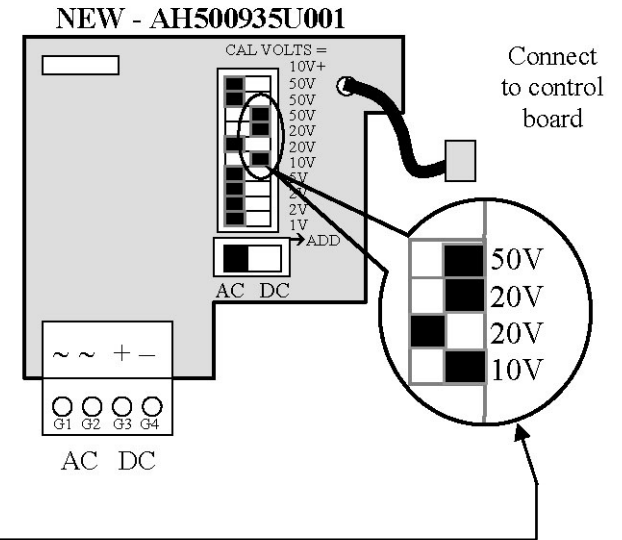 NEW - AH500935U001
CAL VOLTS =
10V+
50V
50V
50V
20V
20V
10V
5V
2V
2V
1V
ADD
AC DC
~ ~ + –
G1 G2 G3 G4
AC DC
Connect
to control
board
50V
20V
20V
10V